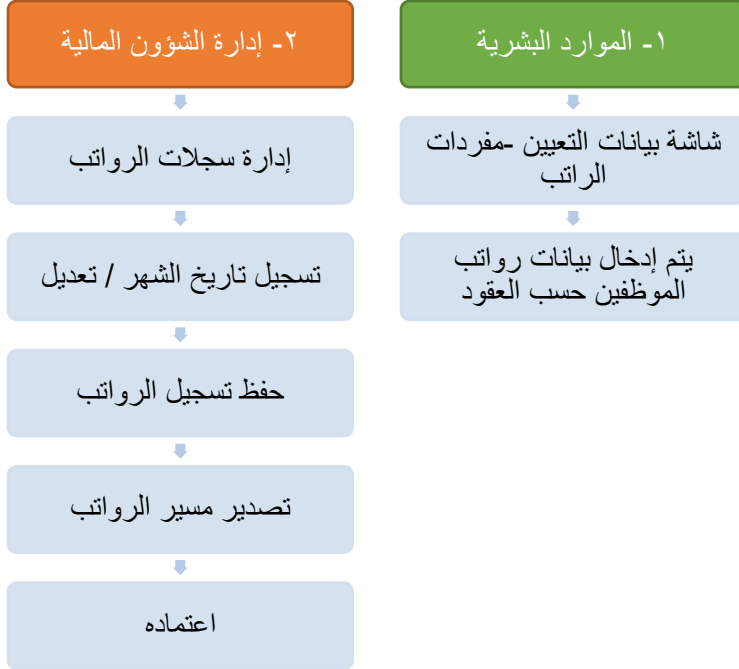 ١- الموارد البشرية
شاشة بيانات التعيين -مفردات
الراتب
يتم إدخال بيانات رواتب
الموظفين حسب العقود
٢- إدارة الشؤون المالية
إدارة سجلات الرواتب
تسجيل تاريخ الشهر / تعديل
حفظ تسجيل الرواتب
تصدير مسير الرواتب
اعتماده